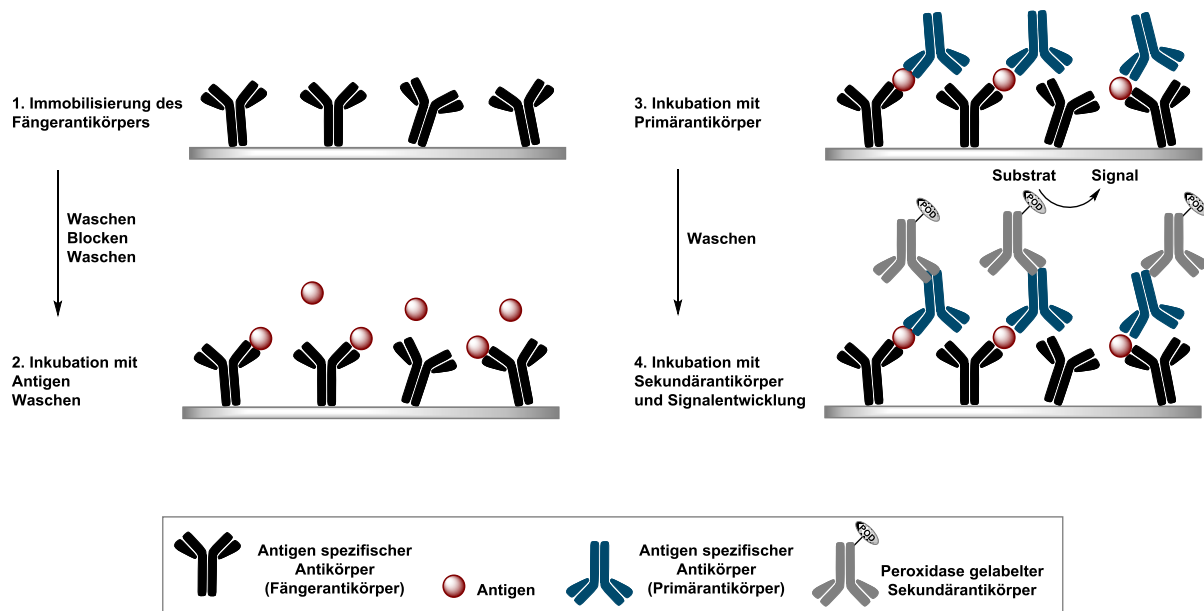 1. Immobilisierung des
Fängerantikörpers
Waschen
Blocken
Waschen
2. Inkubation mit
Antigen
Waschen
3. Inkubation mit
Primärantikörper
Waschen
Substrat
Signal
POD
POD
POD
4. Inkubation mit
Sekundärantikörper
und Signalentwicklung
Antigen spezifischer
Antikörper
(Fängerantikörper)
Antigen
Antigen spezifischer
Antikörper
(Primärantikörper)
POD
Peroxidase gelabelter
Sekundärantikörper